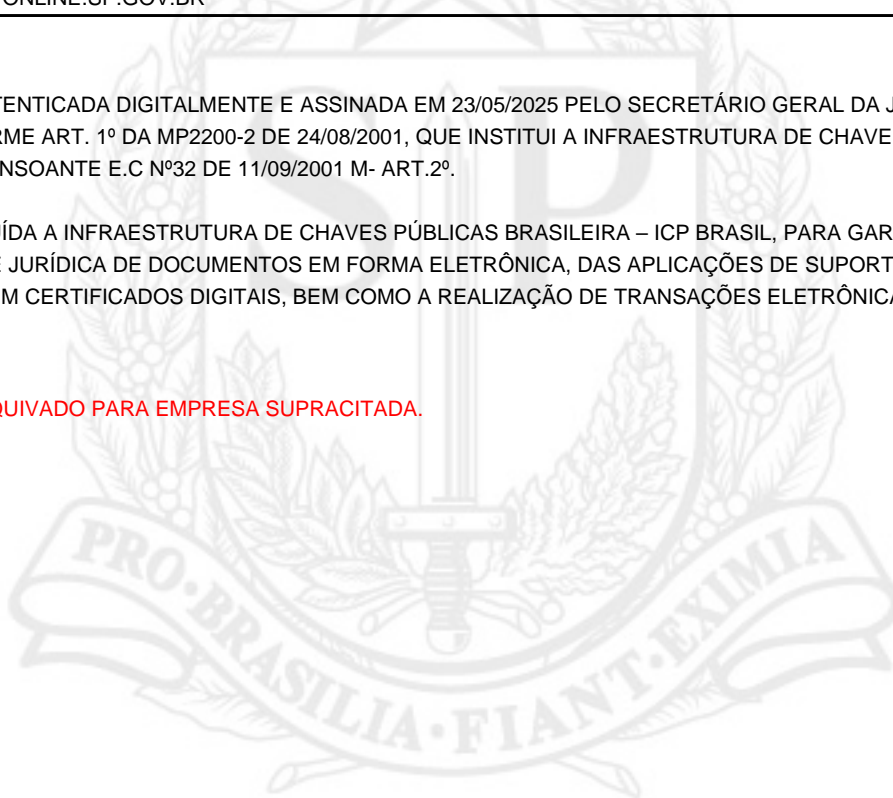 ONLINE.SP.GOV.BR
TENTICADA DIGITALMENTE E ASSINADA EM 23/05/2025 PELO SECRETÁRIO GERAL DA J
RME ART. 1º DA MP2200-2 DE 24/08/2001, QUE INSTITUI A INFRAESTRUTURA DE CHAVE
NSOANTE E.C Nº32 DE 11/09/2001 M- ART.2º.
UÍDA A INFRAESTRUTURA DE CHAVES PÚBLICAS BRASILEIRA – ICP BRASIL, PARA GAR
E JURÍDICA DE DOCUMENTOS EM FORMA ELETRÔNICA, DAS APLICAÇÕES DE SUPORT
M CERTIFICADOS DIGITAIS, BEM COMO A REALIZAÇÃO DE TRANSAÇÕES ELETRÔNICA
QUIVADO PARA EMPRESA SUPRACITADA.
SP
PRO·BRASILIA·FIANT·EXIMIA